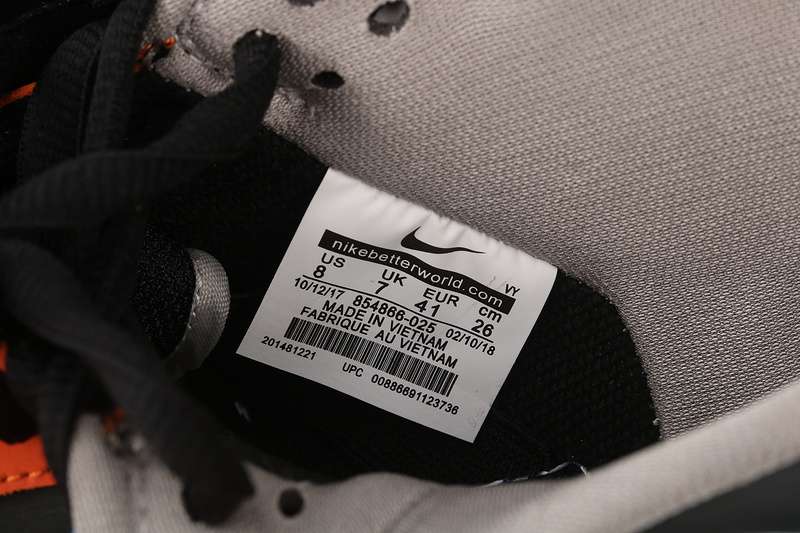 nikebetterworld.com
VY
US UK EUR cm
8 7 41 26
10/12/17 854866-025 02/10/18
MADE IN VIETNAM
FABRIQUE AU VIETNAM
201481221
UPC 00886691123736